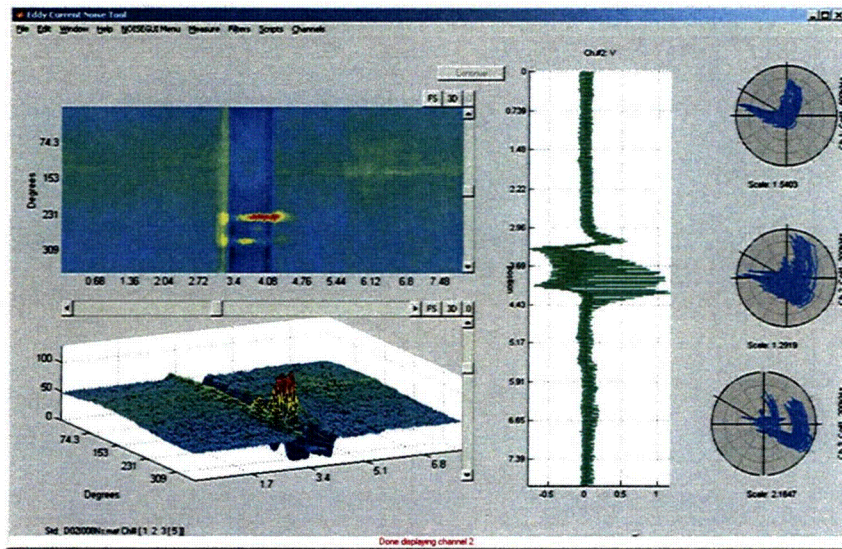 Eddy Current Noise Tool
File Edit Window Help NOISEGUI Menu Measure Filters Scripts Channels
Continue
FS 3D
Degrees
74.3
153
231
309
0.68 1.36 2.04 2.72 3.4 4.08 4.76 5.44 6.12 6.8 7.48
FS 3D 0
100
50
0
74.3
153
231
309
Degrees
1.7
3.4
5.1
6.8
Ch#2: V
0
0.739
1.48
2.22
2.96
3.69
4.43
5.17
5.91
6.65
7.39
Position
-0.5 0 0.5 1
Scale: 1.5403
Scale: 1.2919
Scale: 2.1647
Done displaying channel 2